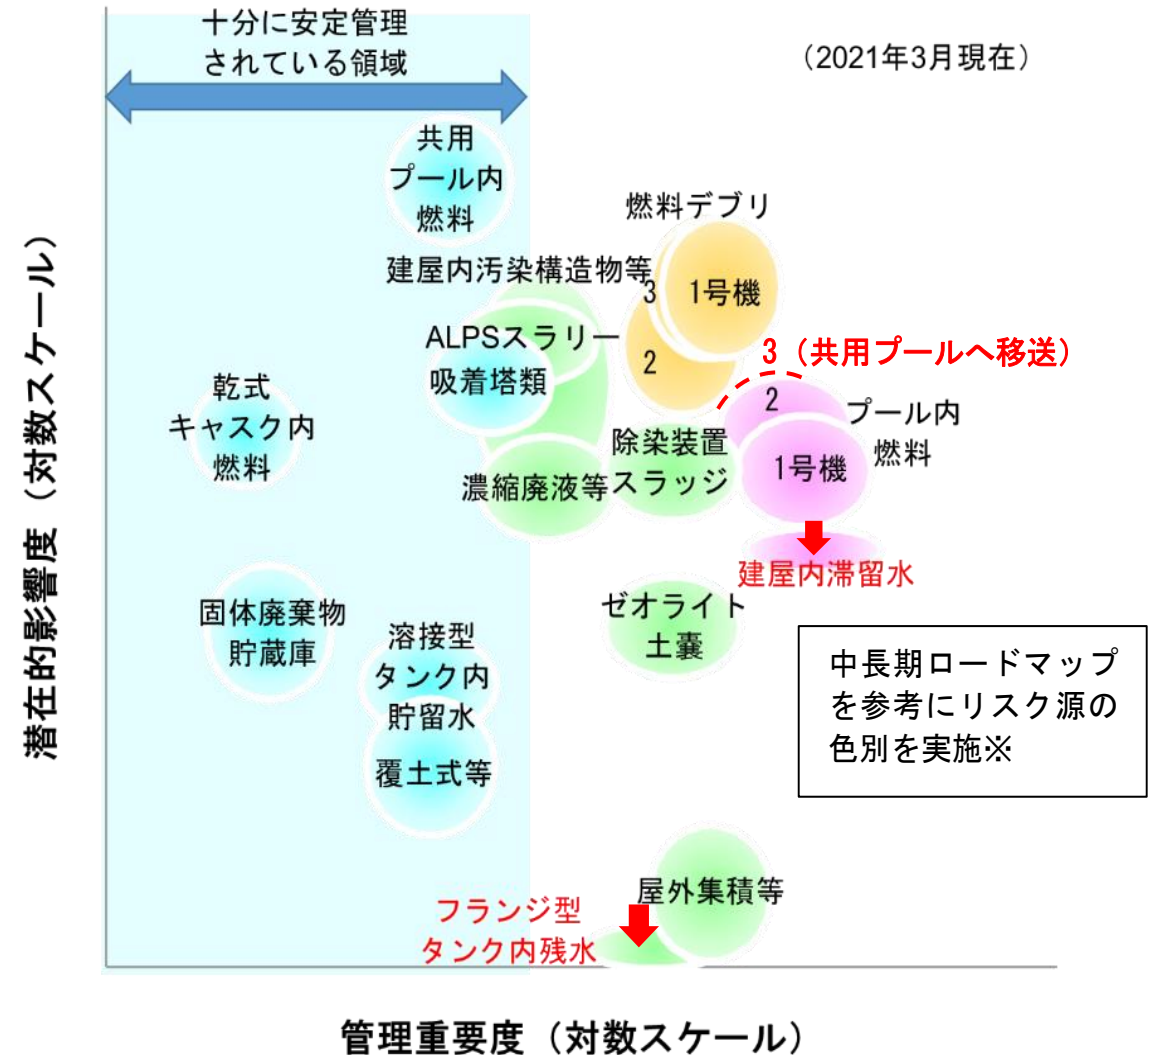 十分に安定管理
されている領域
（2021年3月現在）
共用
プール内
燃料
燃料デブリ
建屋内汚染構造物等
3
1号機
ALPSスラリー
2
3（共用プールへ移送）
吸着塔類
乾式
キャスク内
燃料
2
プール内
燃料
除染装置
スラッジ
1号機
濃縮廃液等
建屋内滞留水
ゼオライト
土嚢
固体廃棄物
貯蔵庫
溶接型
タンク内
貯留水
覆土式等
中長期ロードマップ
を参考にリスク源の
色別を実施※
屋外集積等
フランジ型
タンク内残水
潜在的影響度（対数スケール）
管理重要度（対数スケール）